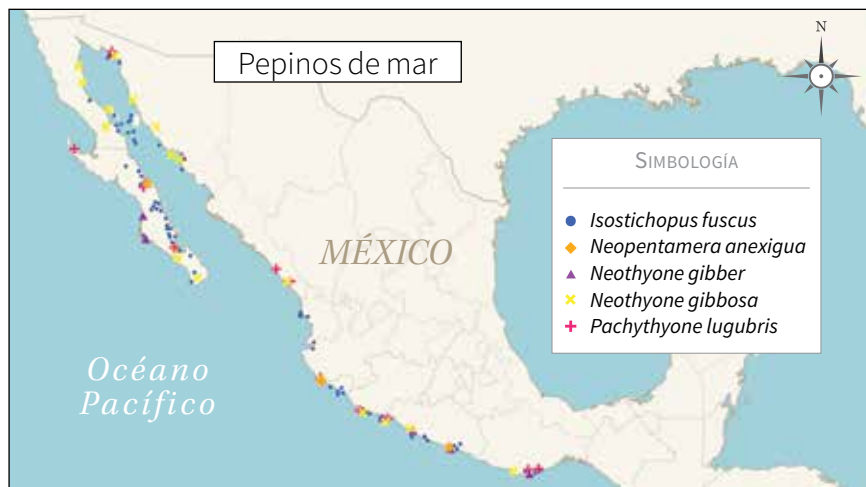 Pepinos de mar
N
SIMBOLOGÍA
Isostichopus fuscus
Neopentamera anexigua
Neothyone gibber
Neothyone gibbosa
Pachythyone lugubris
MÉXICO
Océano
Pacífico